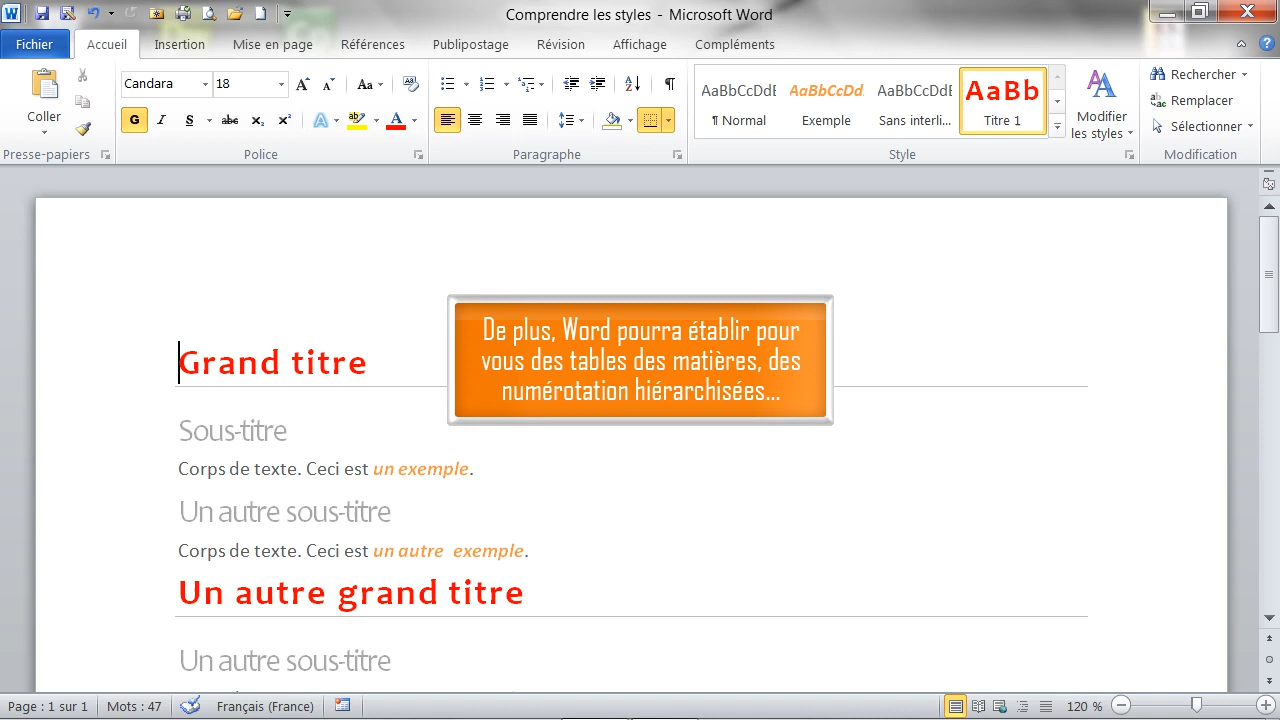 Comprendre les styles - Microsoft Word
Fichier Accueil Insertion Mise en page Références Publipostage Révision Affichage Compléments
Candara 18 Aa
Coller
G I S abc x₂ x² A ab A
AaBbCcDdE AaBbCcDd. AaBbCcDdE AaBb
¶ Normal Exemple Sans interli... Titre 1
Modifier
les styles
Rechercher
Remplacer
Sélectionner
Presse-papiers Police Paragraphe Style Modification
De plus, Word pourra établir pour
vous des tables des matières, des
numérotation hiérarchisées...
Grand titre
Sous-titre
Corps de texte. Ceci est un exemple.
Un autre sous-titre
Corps de texte. Ceci est un autre exemple.
Un autre grand titre
Un autre sous-titre
Page : 1 sur 1 Mots : 47 Français (France) 120 %